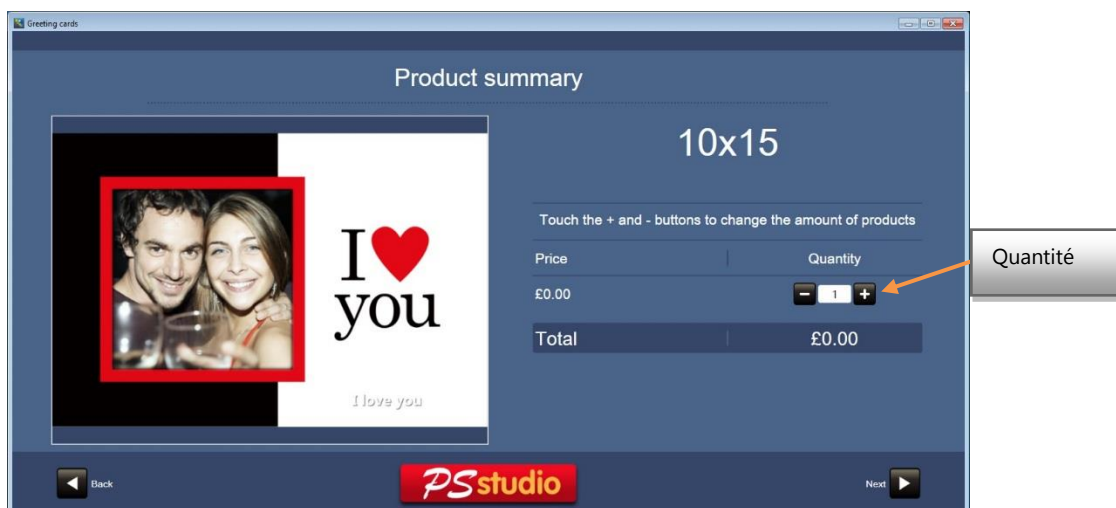 Greeting cards
Product summary
10x15
Touch the + and - buttons to change the amount of products
Price Quantity
£0.00 - 1 +
Total £0.00
I ♥
you
I love you
Quantité
Back
PSstudio
Next